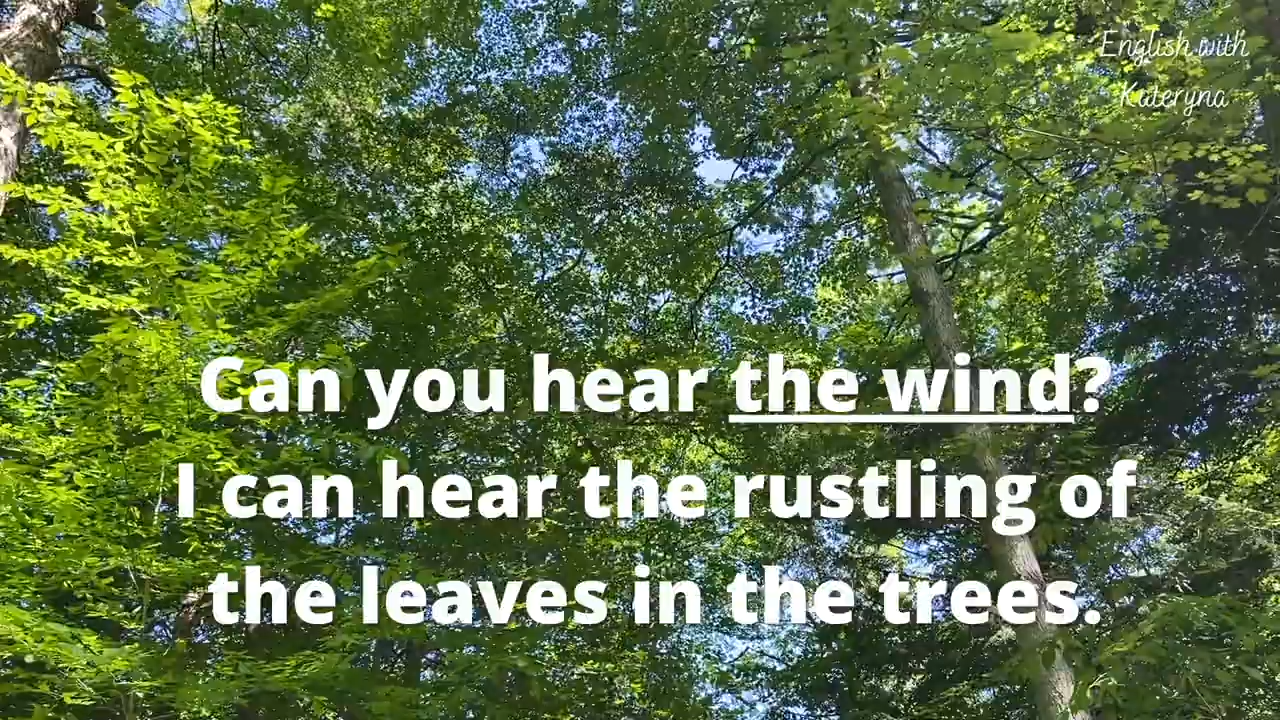 English with
Kateryna
Can you hear the wind?
I can hear the rustling of
the leaves in the trees.